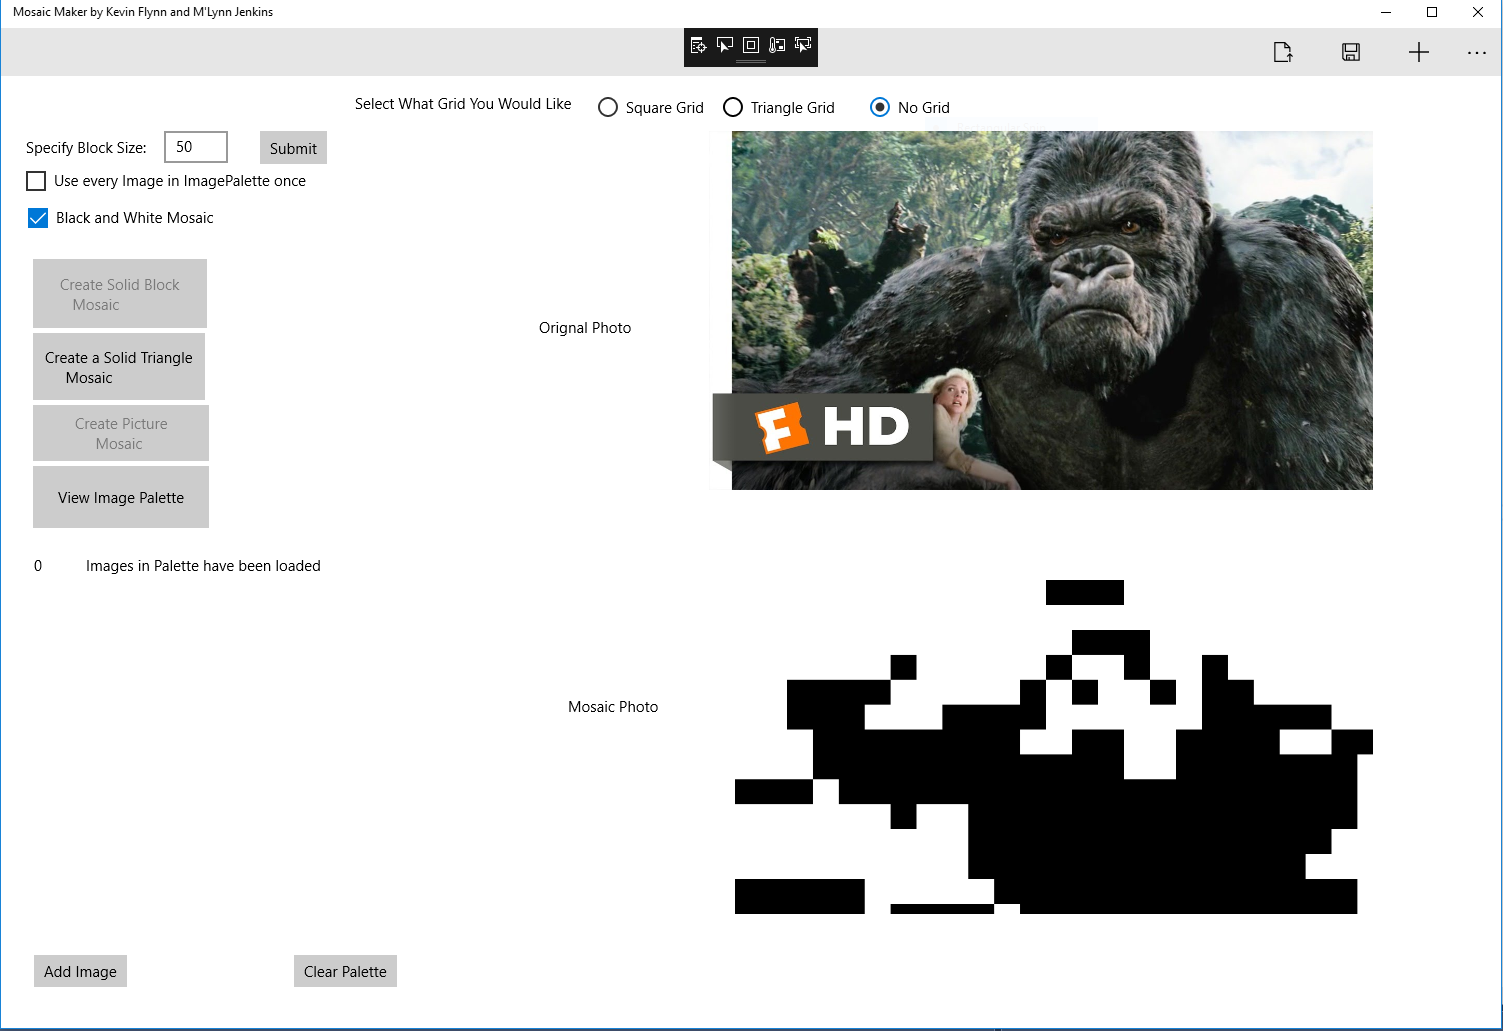 Mosaic Maker by Kevin Flynn and M'Lynn Jenkins
Select What Grid You Would Like
Square Grid
Triangle Grid
No Grid
Specify Block Size:
50
Submit
Use every Image in ImagePalette once
Black and White Mosaic
Create Solid Block
Mosaic
Create a Solid Triangle
Mosaic
Create Picture
Mosaic
View Image Palette
Orignal Photo
F HD
0
Images in Palette have been loaded
Mosaic Photo
Add Image
Clear Palette